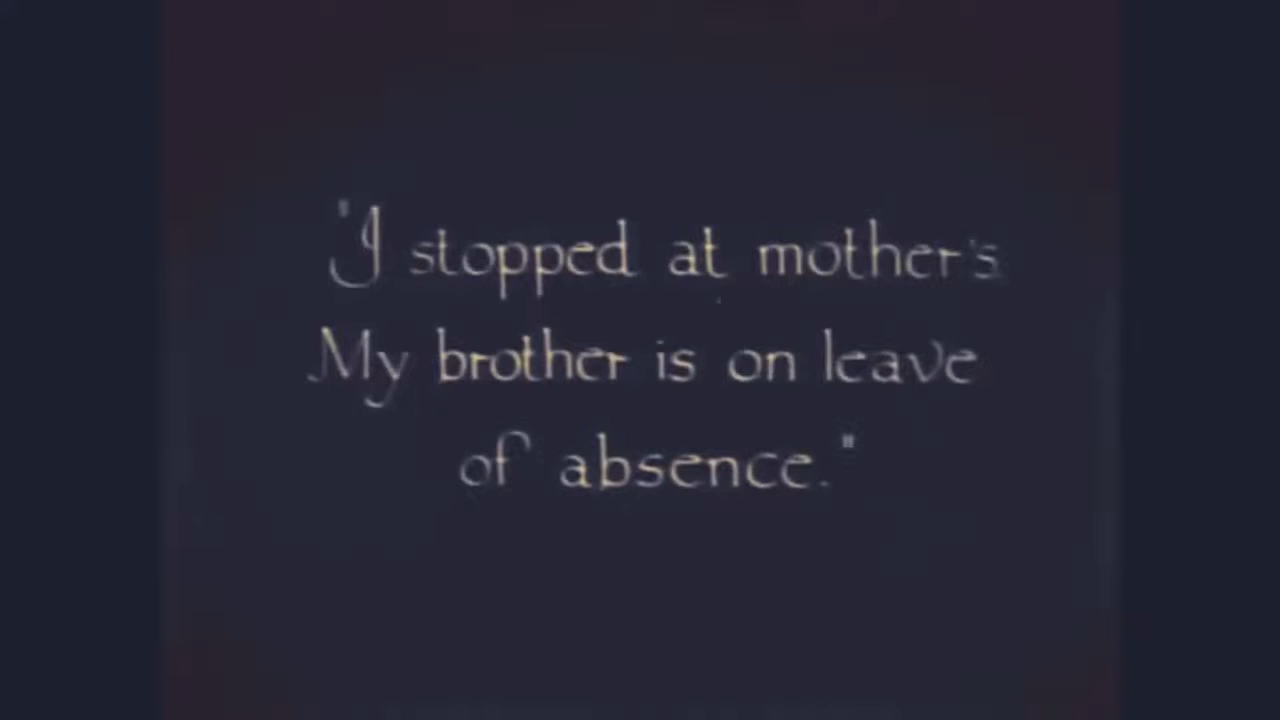 "I stopped at mother's
My brother is on leave
of absence."